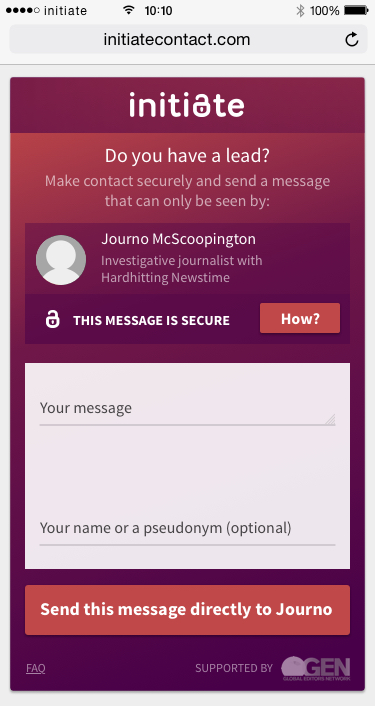 initiate 10:10 100%
initiatecontact.com
initiate
Do you have a lead?
Make contact securely and send a message
that can only be seen by:
Journo McScoopington
Investigative journalist with
Hardhitting Newstime
THIS MESSAGE IS SECURE
How?
Your message
Your name or a pseudonym (optional)
Send this message directly to Journo
FAQ
SUPPORTED BY
GEN
GLOBAL EDITORS NETWORK